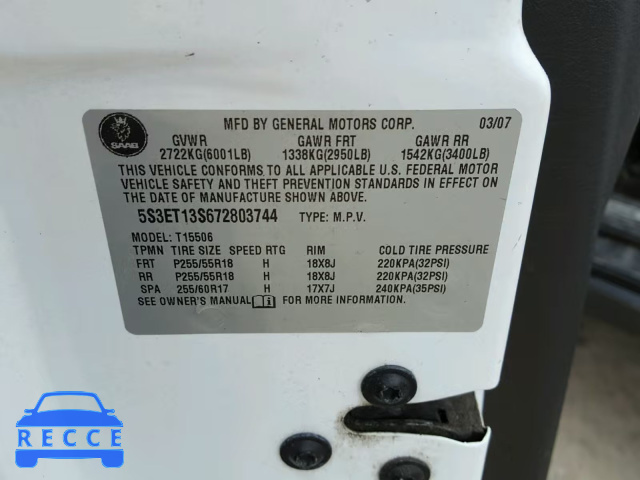 MFD BY GENERAL MOTORS CORP. 03/07
SAAB
GVWR GAWR FRT GAWR RR
2722KG(6001LB) 1338KG(2950LB) 1542KG(3400LB)
THIS VEHICLE CONFORMS TO ALL APPLICABLE U.S. FEDERAL MOTOR
VEHICLE SAFETY AND THEFT PREVENTION STANDARDS IN EFFECT ON
THE DATE OF MANUFACTURE SHOWN ABOVE.
5S3ET13S672803744 TYPE: M.P.V.
MODEL: T15506
TPMN TIRE SIZE SPEED RTG RIM COLD TIRE PRESSURE
FRT P255/55R18 H 18X8J 220KPA(32PSI)
RR P255/55R18 H 18X8J 220KPA(32PSI)
SPA 255/60R17 H 17X7J 240KPA(35PSI)
SEE OWNER'S MANUAL i FOR MORE INFORMATION.
RECCE